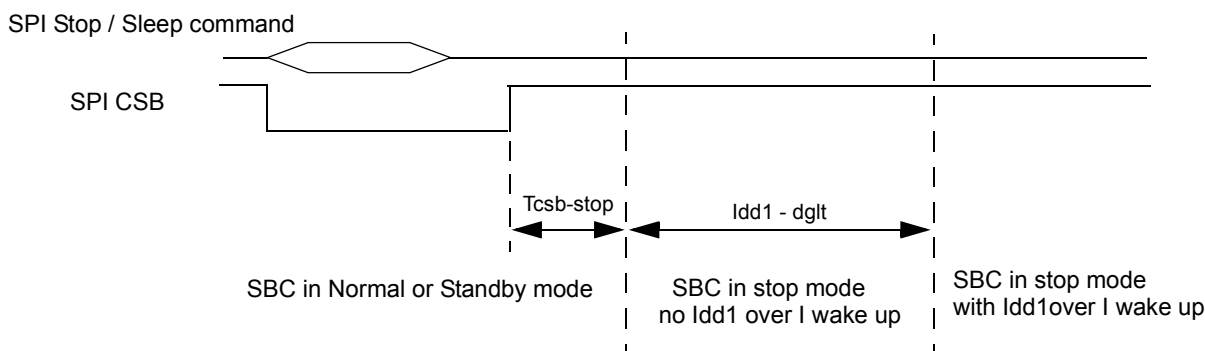 SPI Stop / Sleep command
SPI CSB
Tcsb-stop
Idd1 - dglt
SBC in Normal or Standby mode
SBC in stop mode
no Idd1 over I wake up
SBC in stop mode
with Idd1over I wake up